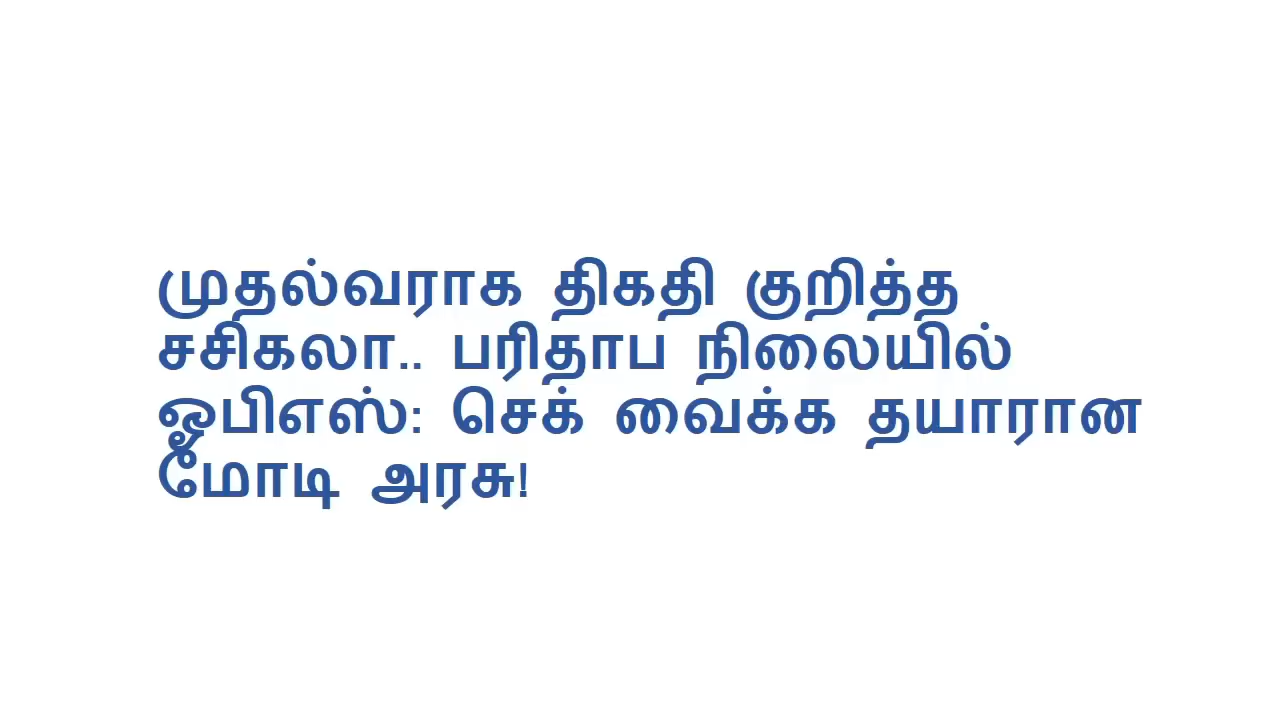 முதல்வராக திகதி குறித்த
சசிகலா.. பரிதாப நிலையில்
ஓபிஎஸ்: செக் வைக்க தயாரான
மோடி அரசு!